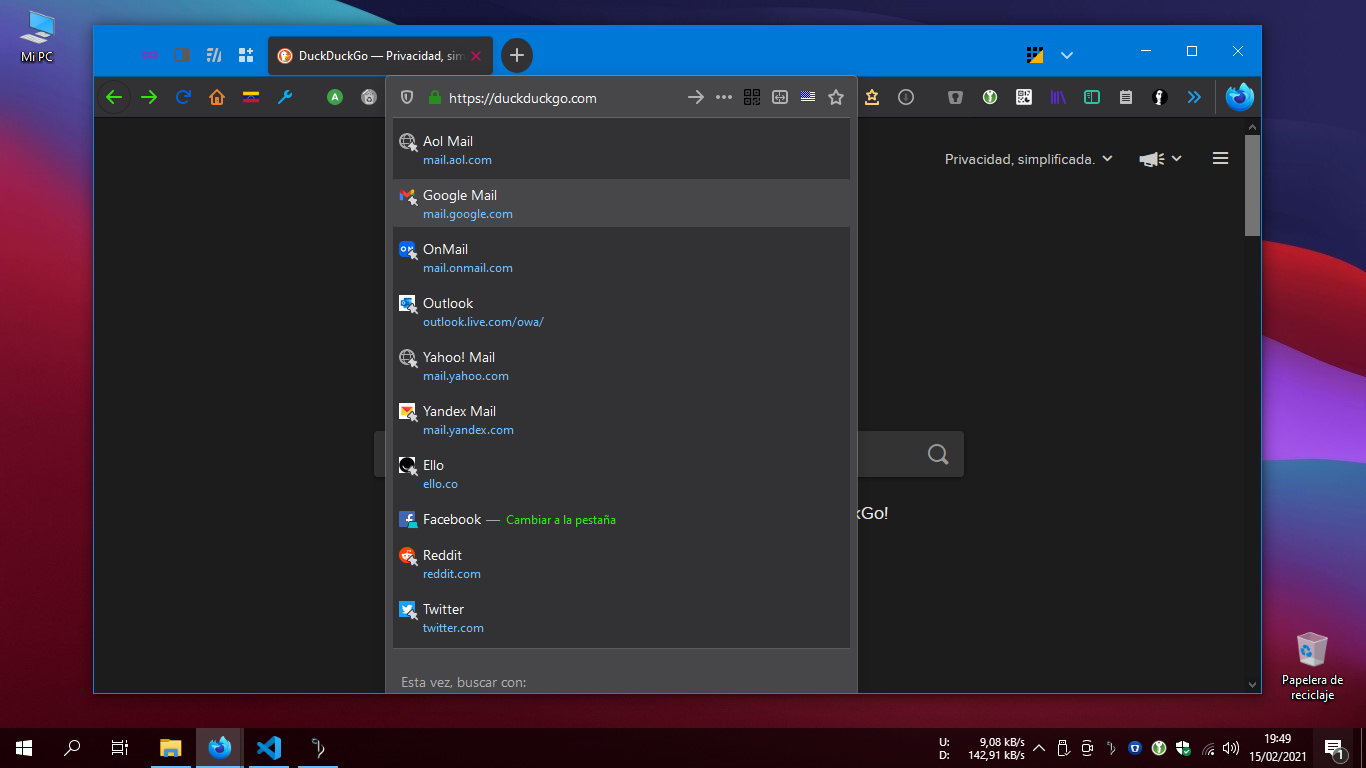 Mi PC
DuckDuckGo — Privacidad, sim
https://duckduckgo.com
Privacidad, simplificada.
Aol Mail
mail.aol.com
Google Mail
mail.google.com
OnMail
mail.onmail.com
Outlook
outlook.live.com/owa/
Yahoo! Mail
mail.yahoo.com
Yandex Mail
mail.yandex.com
Ello
ello.co
kGo!
Facebook — Cambiar a la pestaña
Reddit
reddit.com
Twitter
twitter.com
Esta vez, buscar con:
Papelera de
reciclaje
U: 9,08 kB/s
D: 142,91 kB/s
19:49
15/02/2021
1